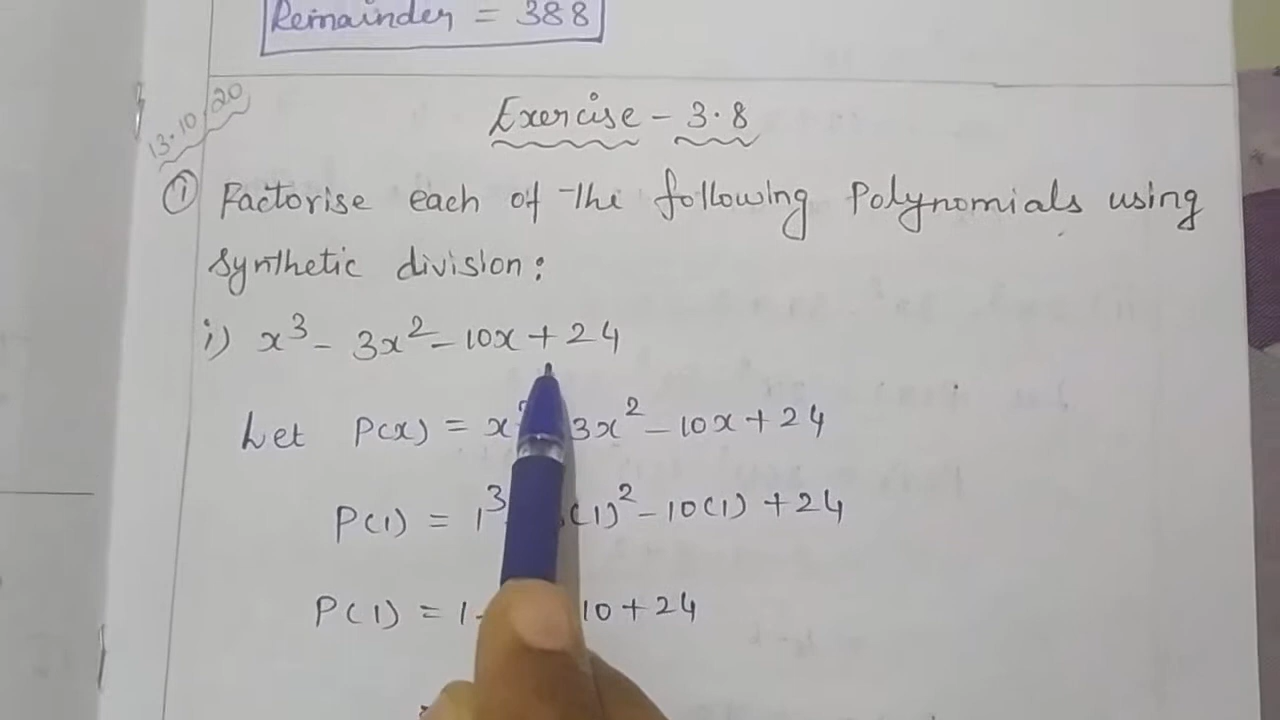 Remainder = 388
13.10.20
Exercise - 3.8
① Factorise each of the following Polynomials using
Synthetic division:
i) x³ - 3x² - 10x + 24
Let P(x) = x 3x² - 10x + 24
P(1) = 1³ (1)² - 10(1) + 24
P(1) = 1- 10 + 24